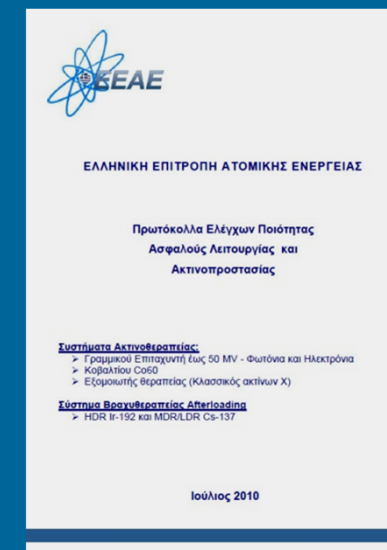 ΕΕΑΕ
ΕΛΛΗΝΙΚΗ ΕΠΙΤΡΟΠΗ ΑΤΟΜΙΚΗΣ ΕΝΕΡΓΕΙΑΣ
Πρωτόκολλα Ελέγχων Ποιότητας
Ασφαλούς Λειτουργίας και
Ακτινοπροστασίας
Συστήματα Ακτινοθεραπείας:
➢ Γραμμικού Επιταχυντή έως 50 MV - Φωτόνια και Ηλεκτρόνια
➢ Κοβαλτίου Co60
➢ Εξομοιωτής θεραπείας (Κλασσικός ακτίνων Χ)
Σύστημα Βραχυθεραπείας Afterloading
➢ HDR Ir-192 και MDR/LDR Cs-137
Ιούλιος 2010